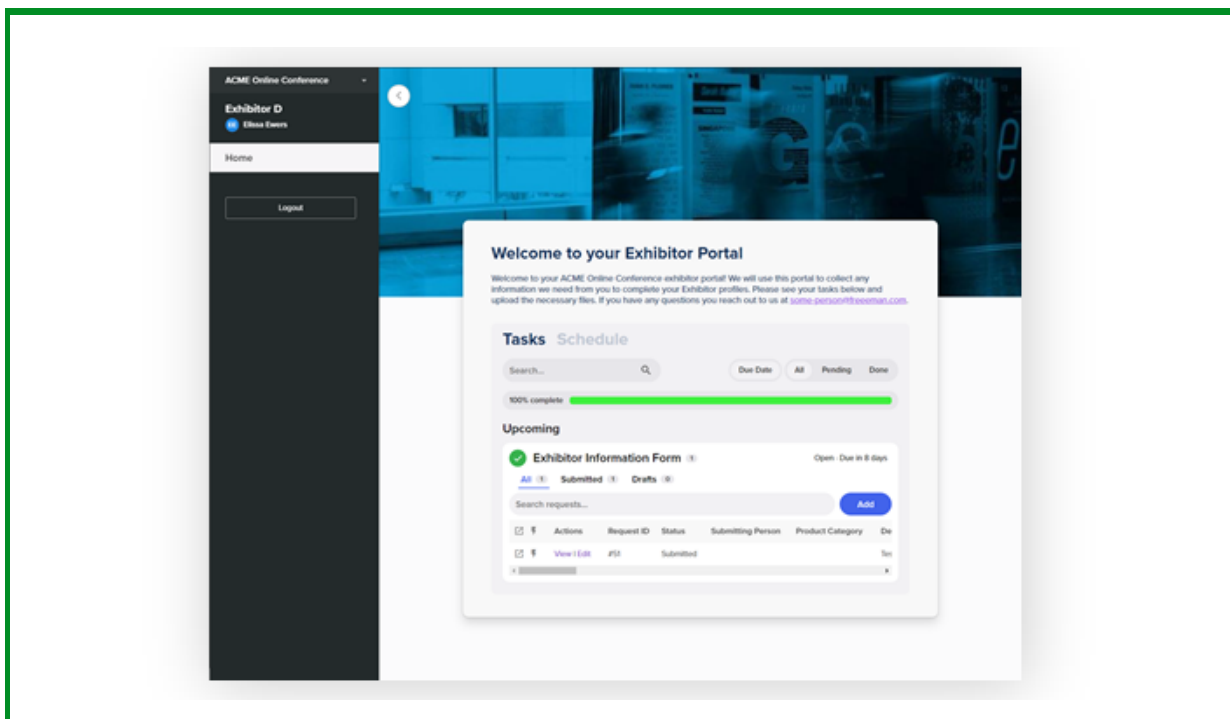 ACME Online Conference
Exhibitor D
Elissa Ewers
Home
Logout
Welcome to your Exhibitor Portal
Welcome to your ACME Online Conference exhibitor portal! We will use this portal to collect any
information we need from you to complete your Exhibitor profiles. Please see your tasks below and
upload the necessary files. If you have any questions you reach out to us at some-person@freeeman.com.
Tasks Schedule
Search...
Due Date All Pending Done
100% complete
Upcoming
Exhibitor Information Form 1 Open · Due in 8 days
All 1 Submitted 1 Drafts 0
Search requests... Add
Actions Request ID Status Submitting Person Product Category De
View | Edit #51 Submitted